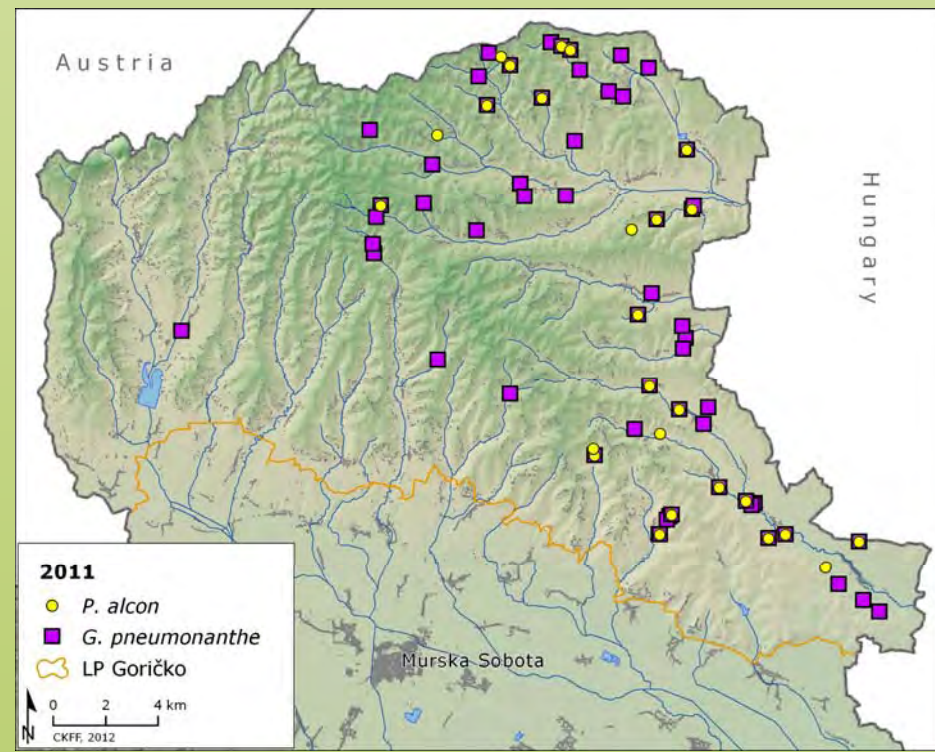 Austria
Hungary
Murska Sobota
2011
P. alcon
G. pneumonanthe
LP Goričko
N
0 2 4 km
CKFF, 2012